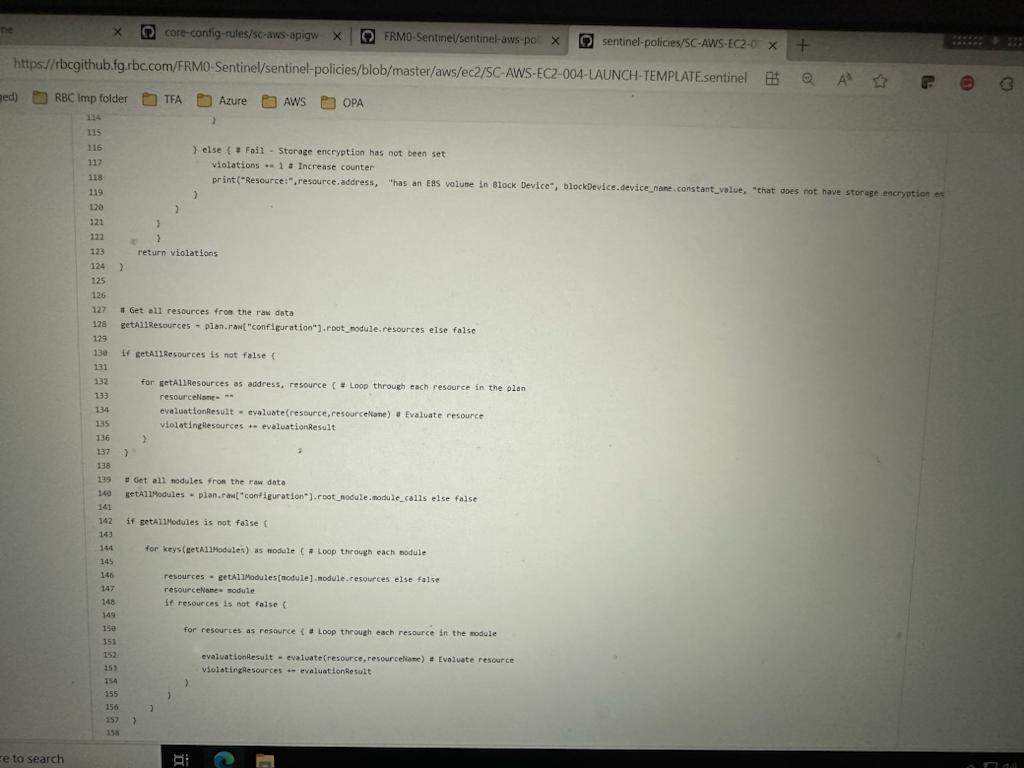 ne
core-config-rules/sc-aws-apigw
FRM0-Sentinel/sentinel-aws-po
sentinel-policies/SC-AWS-EC2-0
https://rbcgithub.fg.rbc.com/FRM0-Sentinel/sentinel-policies/blob/master/aws/ec2/SC-AWS-EC2-004-LAUNCH-TEMPLATE.sentinel
ged) RBC Imp folder TFA Azure AWS OPA
114 }
115
116 } else { # Fail - Storage encryption has not been set
117 violations += 1 # Increase counter
118 print("Resource:",resource.address, "has an EBS volume in Block Device", blockDevice.device_name.constant_value, "that does not have storage encryption en
119 }
120 }
121 }
122 }
123 return violations
124 }
125
126
127 # Get all resources from the raw data
128 getAllResources = plan.raw["configuration"].root_module.resources else false
129
130 if getAllResources is not false {
131
132 for getAllResources as address, resource { # Loop through each resource in the plan
133 resourceName= ""
134 evaluationResult = evaluate(resource,resourceName) # Evaluate resource
135 violatingResources += evaluationResult
136 }
137 }
138
139 # Get all modules from the raw data
140 getAllModules = plan.raw["configuration"].root_module.module_calls else false
141
142 if getAllModules is not false {
143
144 for keys(getAllModules) as module { # Loop through each module
145
146 resources = getAllModules[module].module.resources else false
147 resourceName= module
148 if resources is not false {
149
150 for resources as resource { # Loop through each resource in the module
151
152 evaluationResult = evaluate(resource,resourceName) # Evaluate resource
153 violatingResources += evaluationResult
154 }
155 }
156 }
157 }
158
re to search